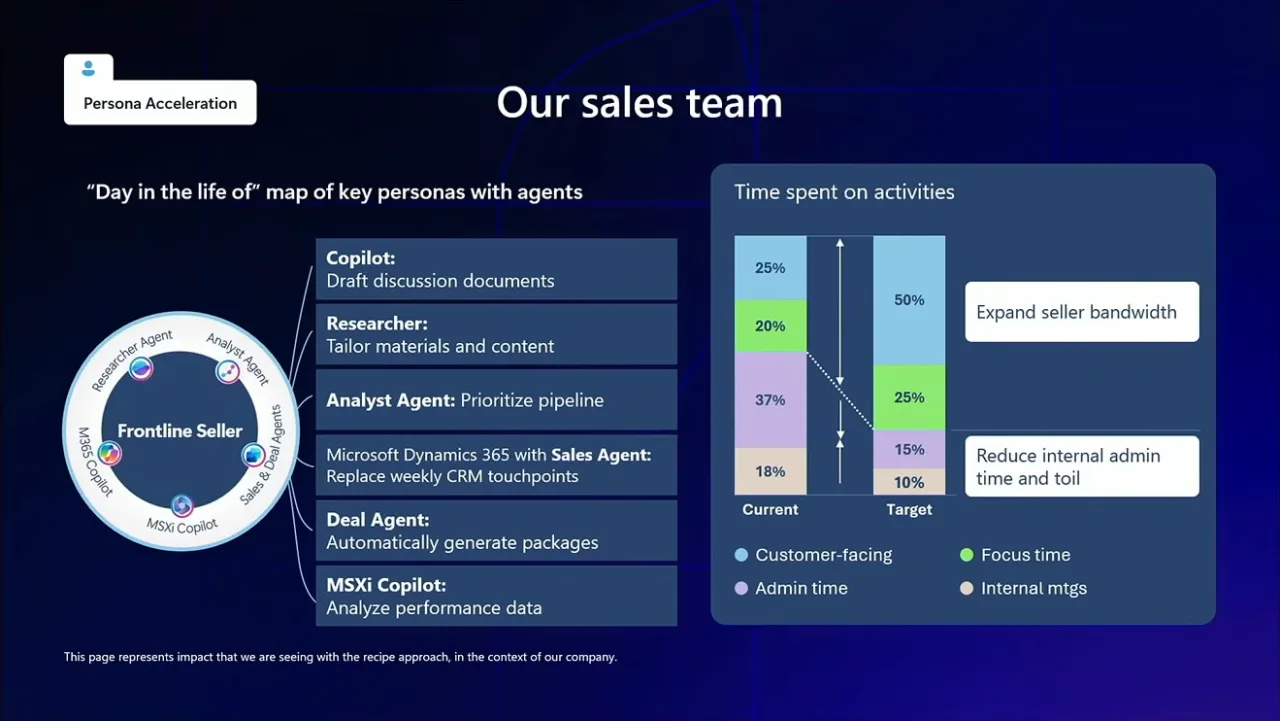 Persona Acceleration
Our sales team
“Day in the life of” map of key personas with agents
Researcher Agent
Analyst Agent
M365 Copilot
Frontline Seller
Sales & Deal Agents
MSXi Copilot
Copilot:
Draft discussion documents
Researcher:
Tailor materials and content
Analyst Agent: Prioritize pipeline
Microsoft Dynamics 365 with Sales Agent:
Replace weekly CRM touchpoints
Deal Agent:
Automatically generate packages
MSXi Copilot:
Analyze performance data
Time spent on activities
25%
20%
37%
18%
Current
50%
25%
15%
10%
Target
Expand seller bandwidth
Reduce internal admin
time and toil
Customer-facing
Focus time
Admin time
Internal mtgs
This page represents impact that we are seeing with the recipe approach, in the context of our company.